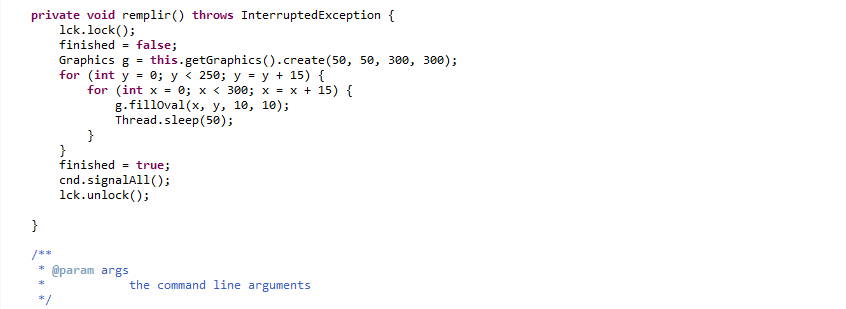 private void remplir() throws InterruptedException {
    lck.lock();
    finished = false;
    Graphics g = this.getGraphics().create(50, 50, 300, 300);
    for (int y = 0; y < 250; y = y + 15) {
        for (int x = 0; x < 300; x = x + 15) {
            g.fillOval(x, y, 10, 10);
            Thread.sleep(50);
        }
    }
    finished = true;
    cnd.signalAll();
    lck.unlock();

}

/**
 * @param args
 *            the command line arguments
 */